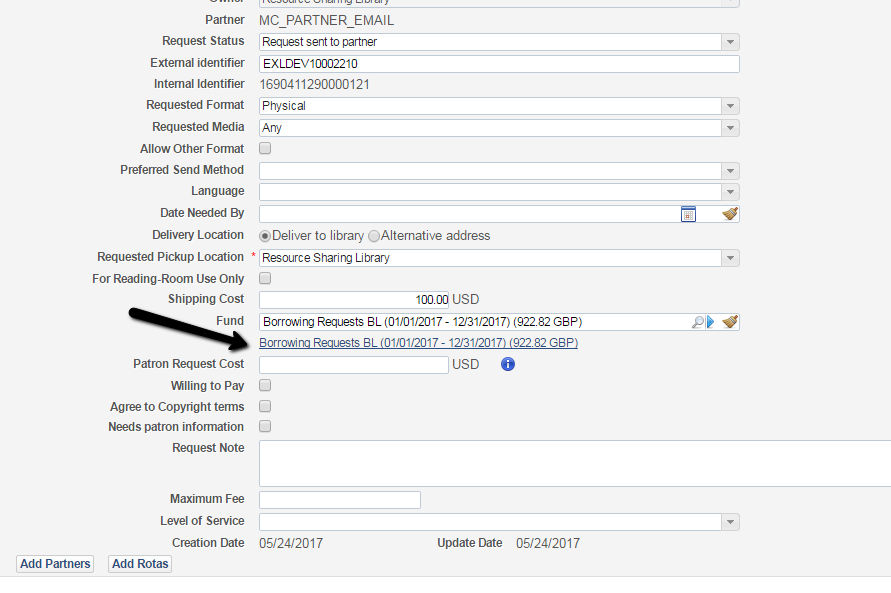 Owner Resource Sharing Library
Partner MC_PARTNER_EMAIL
Request Status Request sent to partner
External identifier EXLDEV10002210
Internal Identifier 1690411290000121
Requested Format Physical
Requested Media Any
Allow Other Format
Preferred Send Method
Language
Date Needed By
Delivery Location Deliver to library Alternative address
Requested Pickup Location * Resource Sharing Library
For Reading-Room Use Only
Shipping Cost 100.00 USD
Fund Borrowing Requests BL (01/01/2017 - 12/31/2017) (922.82 GBP)
Borrowing Requests BL (01/01/2017 - 12/31/2017) (922.82 GBP)
Patron Request Cost USD
Willing to Pay
Agree to Copyright terms
Needs patron information
Request Note
Maximum Fee
Level of Service
Creation Date 05/24/2017 Update Date 05/24/2017
Add Partners Add Rotas